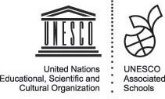 UNESCO
United Nations
Educational, Scientific and
Cultural Organization
UNESCO
Associated
Schools